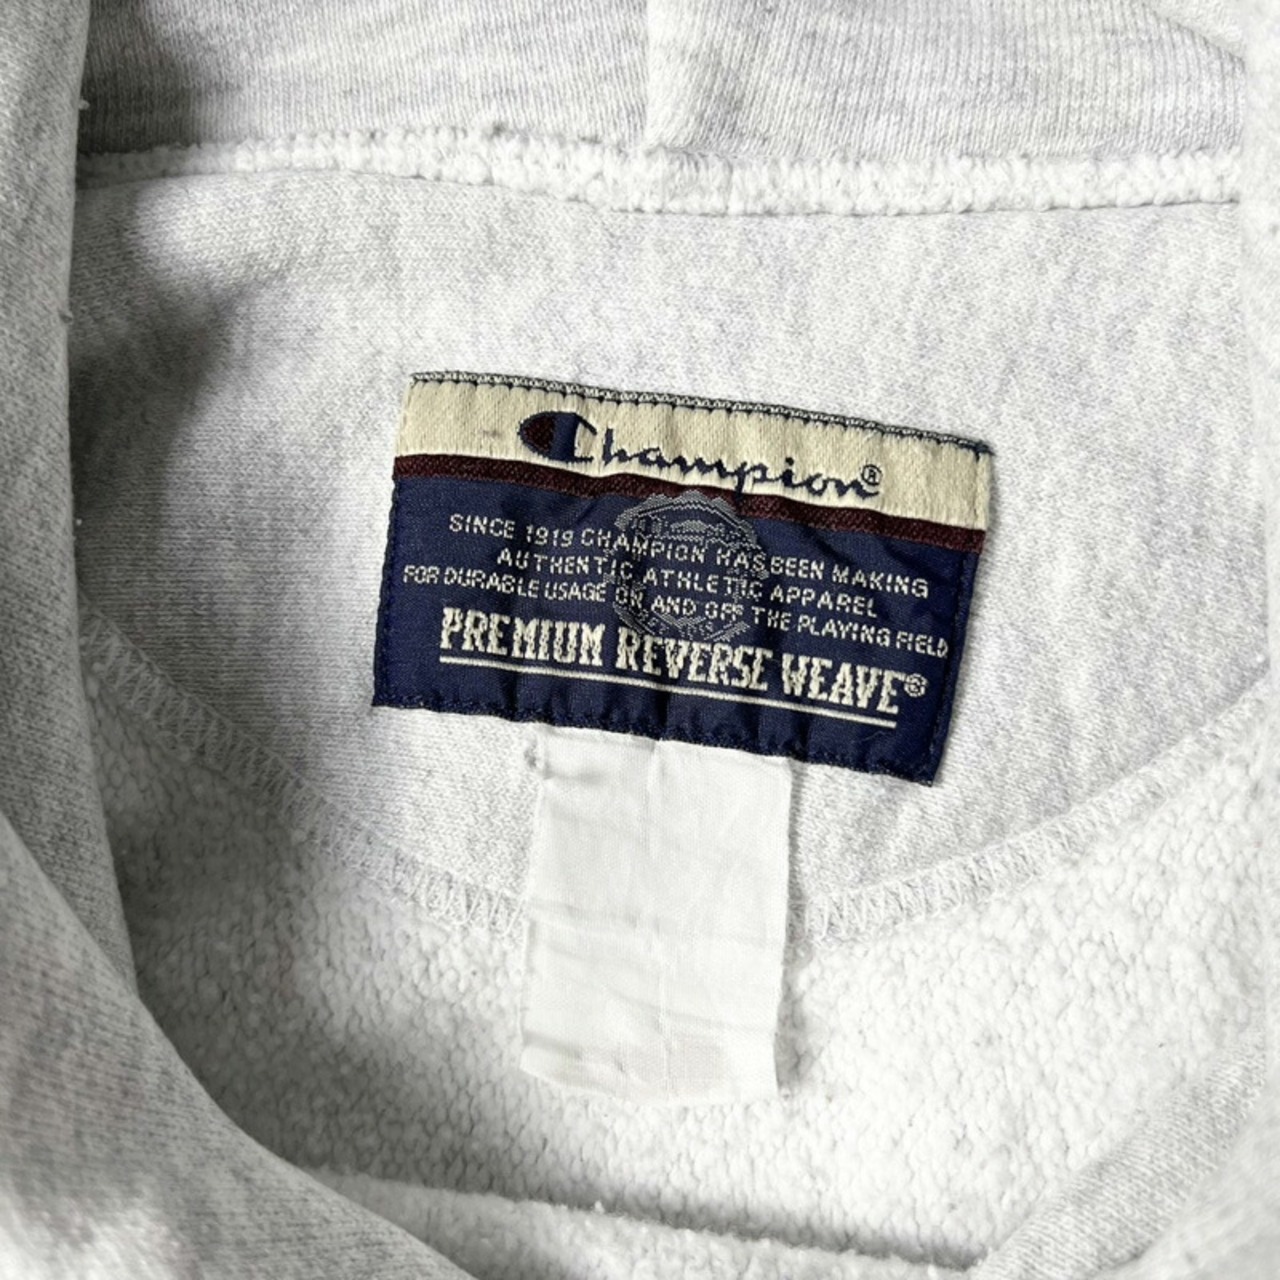 Champion®
SINCE 1919 CHAMPION HAS BEEN MAKING
AUTHENTIC ATHLETIC APPAREL
FOR DURABLE USAGE ON AND OFF THE PLAYING FIELD
PREMIUM REVERSE WEAVE®